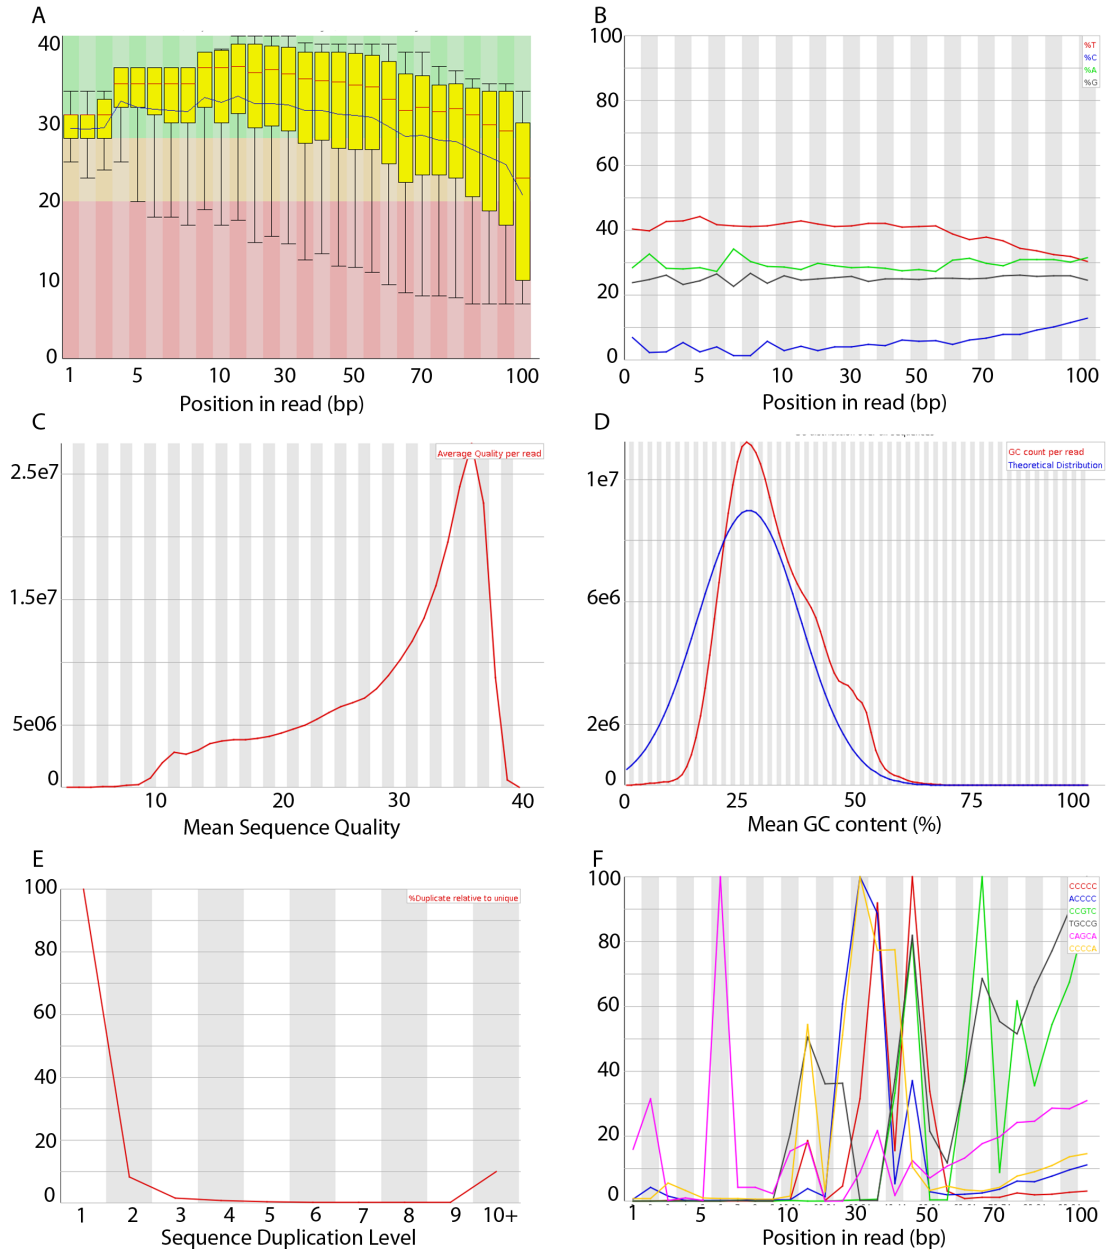 A
40
30
20
10
0
1 5 10 30 50 70 100
Position in read (bp)
B
100
80
60
40
20
0
%T
%C
%A
%G
0 5 10 30 50 70 100
Position in read (bp)
C
2.5e7
1.5e7
5e06
0
Average Quality per read
10 20 30 40
Mean Sequence Quality
D
1e7
6e6
2e6
0
GC count per read
Theoretical Distribution
0 25 50 75 100
Mean GC content (%)
E
100
80
60
40
20
0
%Duplicate relative to unique
1 2 3 4 5 6 7 8 9 10+
Sequence Duplication Level
F
100
80
60
40
20
0
CCCCC
ACCCC
CCGTC
TGCCG
CAGCA
CCCCA
1 5 10 30 50 70 100
Position in read (bp)